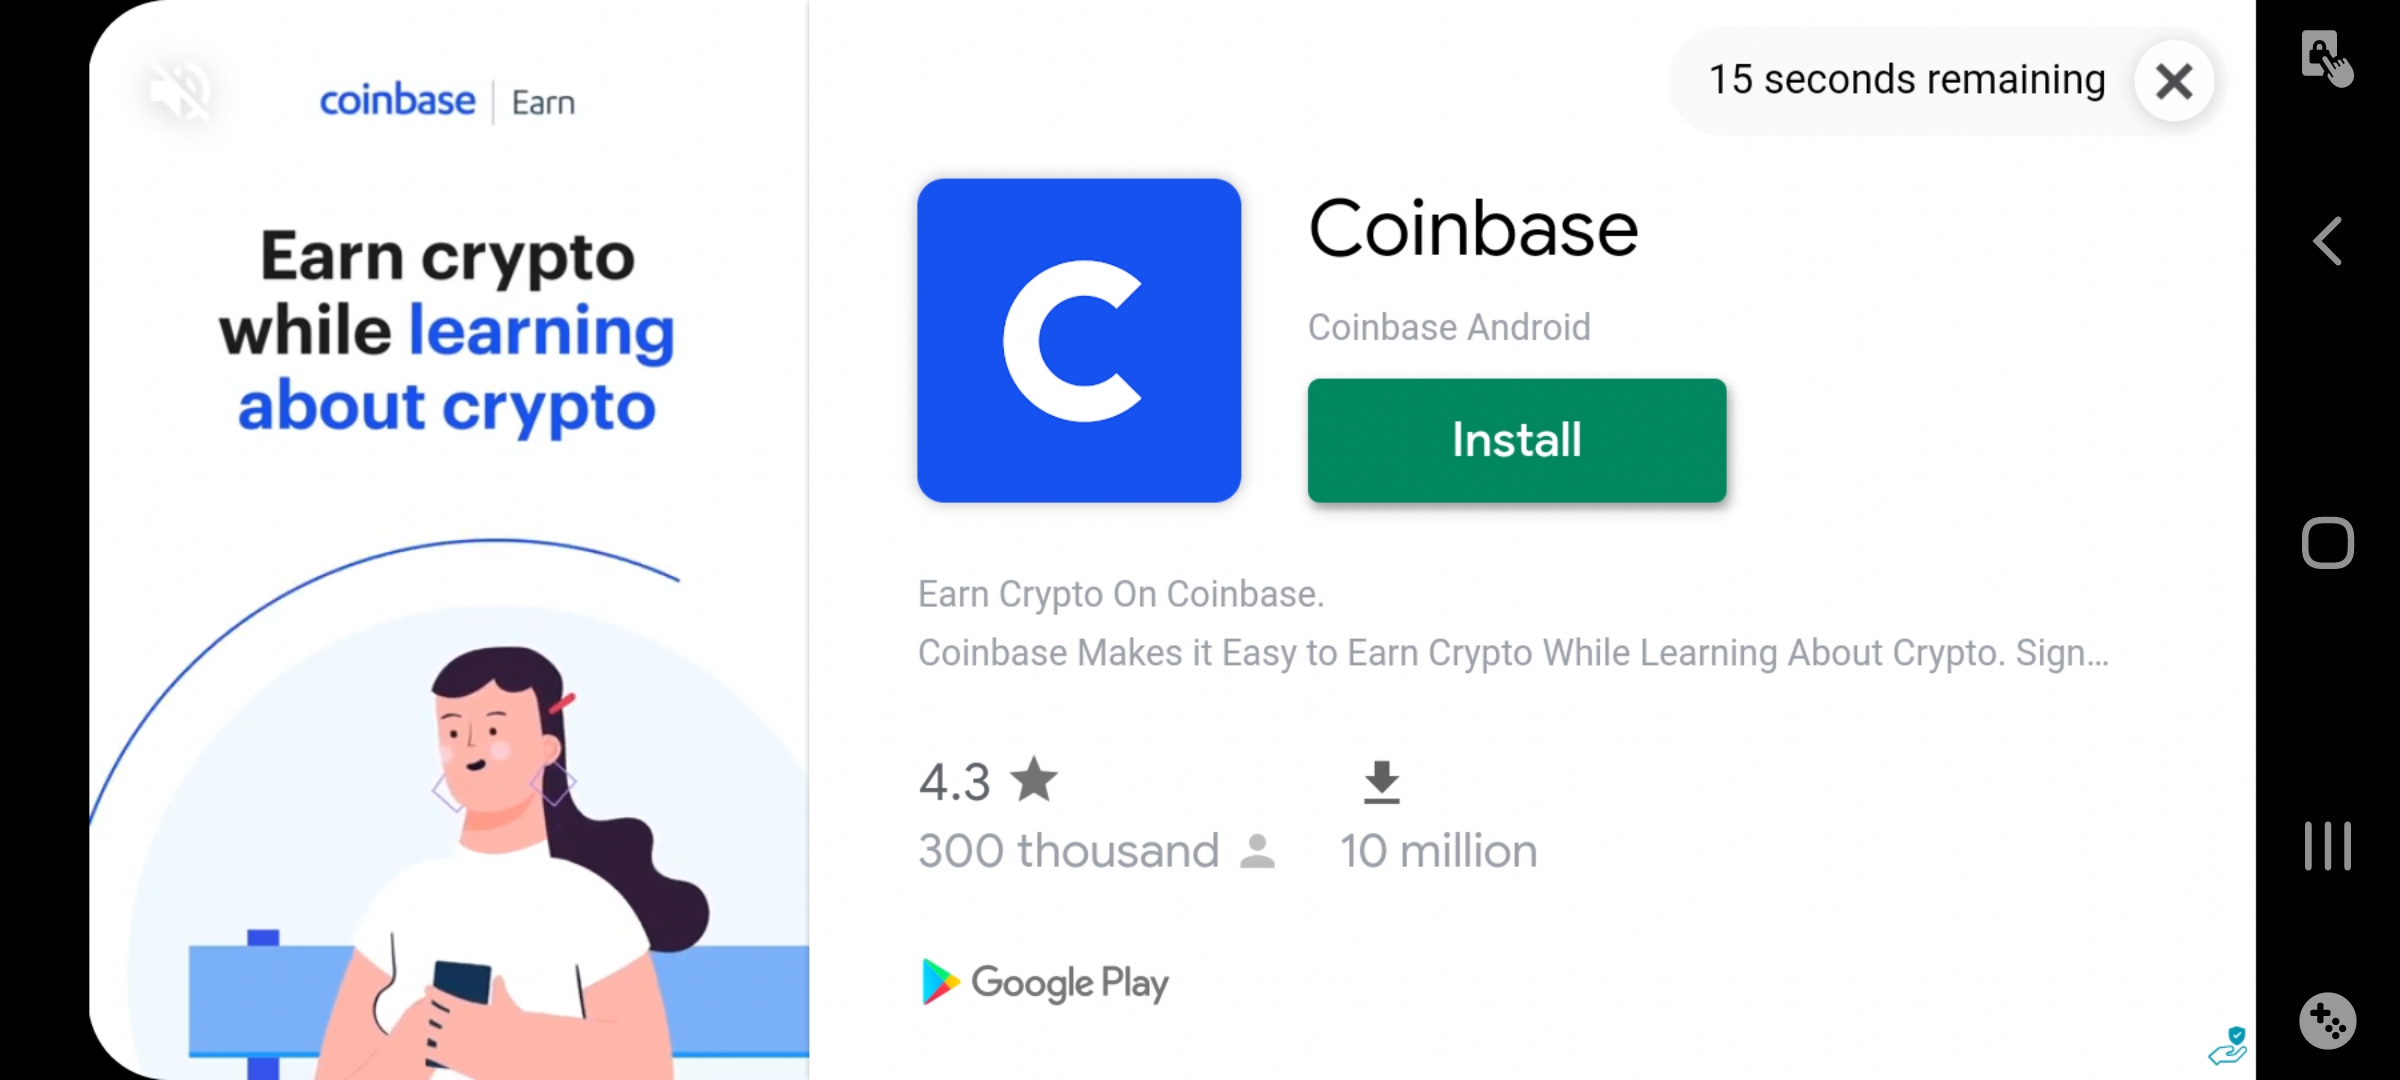 coinbase | Earn
Earn crypto
while learning
about crypto
15 seconds remaining
Coinbase
Coinbase Android
Install
Earn Crypto On Coinbase.
Coinbase Makes it Easy to Earn Crypto While Learning About Crypto. Sign...
4.3
300 thousand
10 million
Google Play